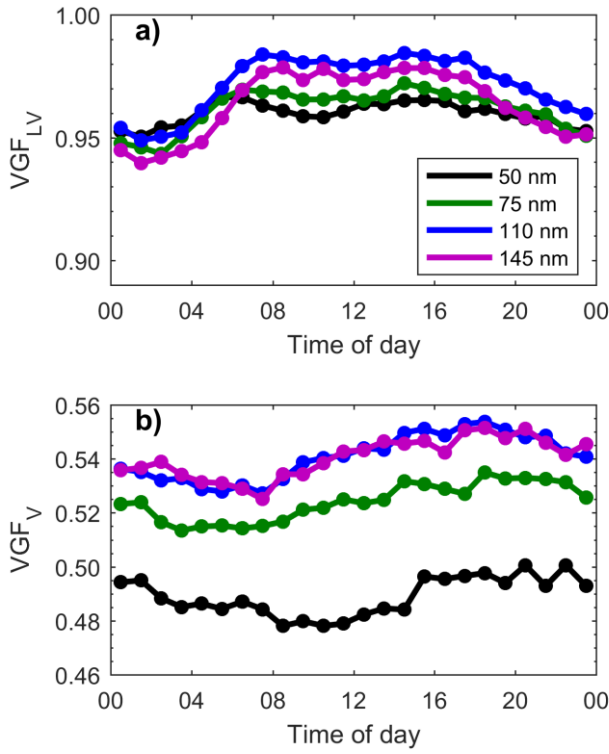 a)
1.00
0.95
0.90
VGF_LV
50 nm
75 nm
110 nm
145 nm
00 04 08 12 16 20 00
Time of day
b)
0.56
0.54
0.52
0.50
0.48
0.46
VGF_V
00 04 08 12 16 20 00
Time of day